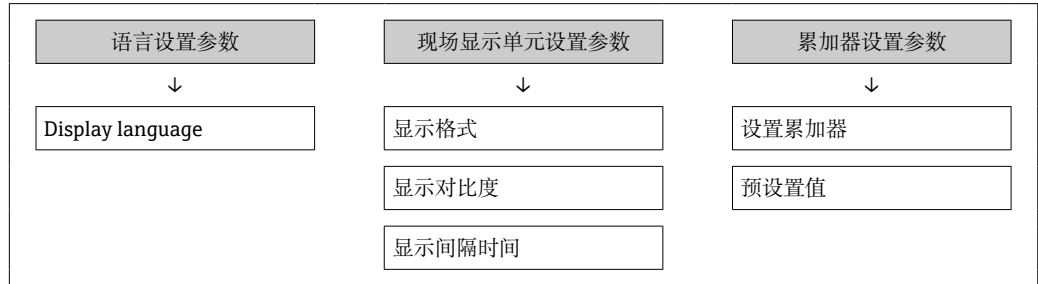 语言设置参数
现场显示单元设置参数
累加器设置参数
↓
↓
↓
Display language
显示格式
设置累加器
显示对比度
预设置值
显示间隔时间